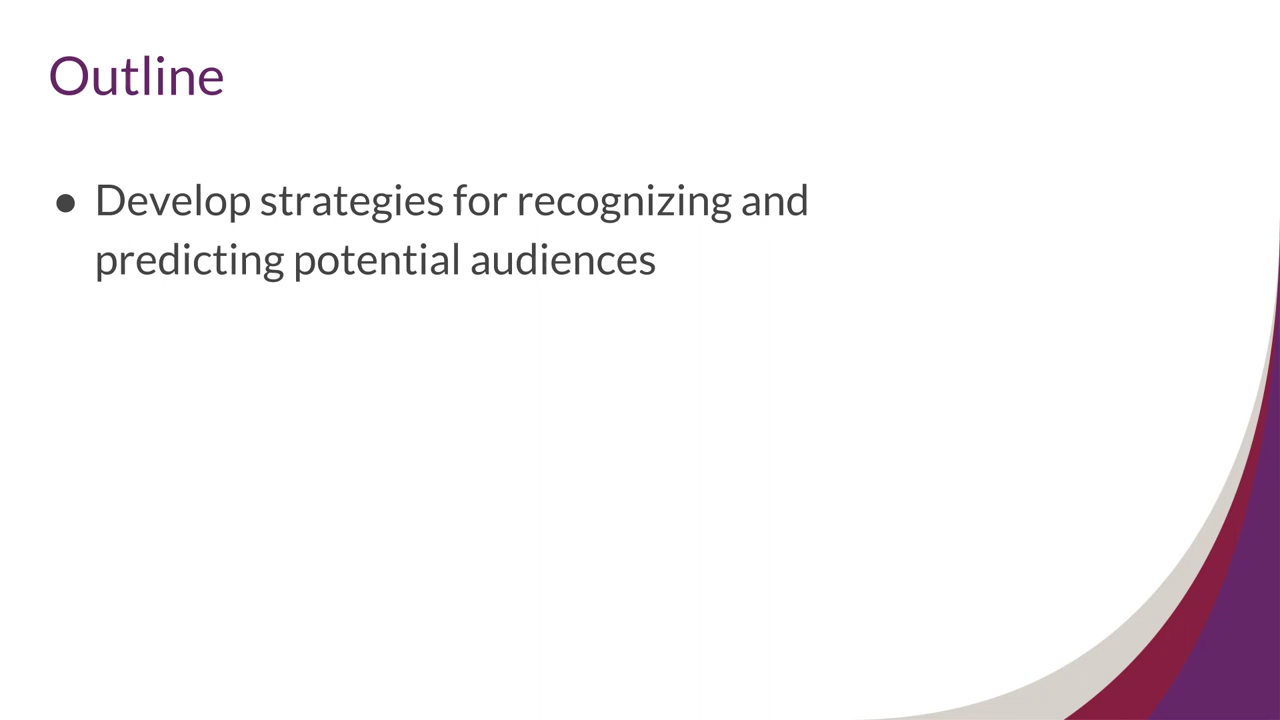 Outline
● Develop strategies for recognizing and
predicting potential audiences